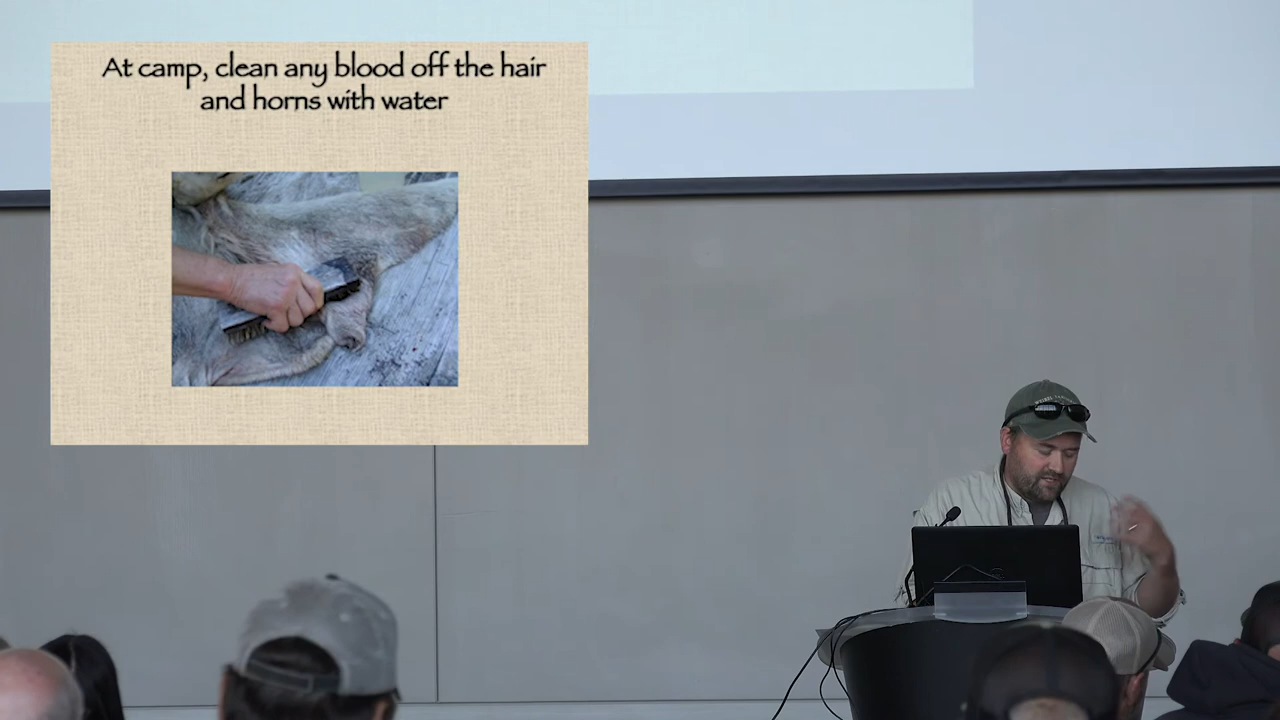 At camp, clean any blood off the hair
and horns with water